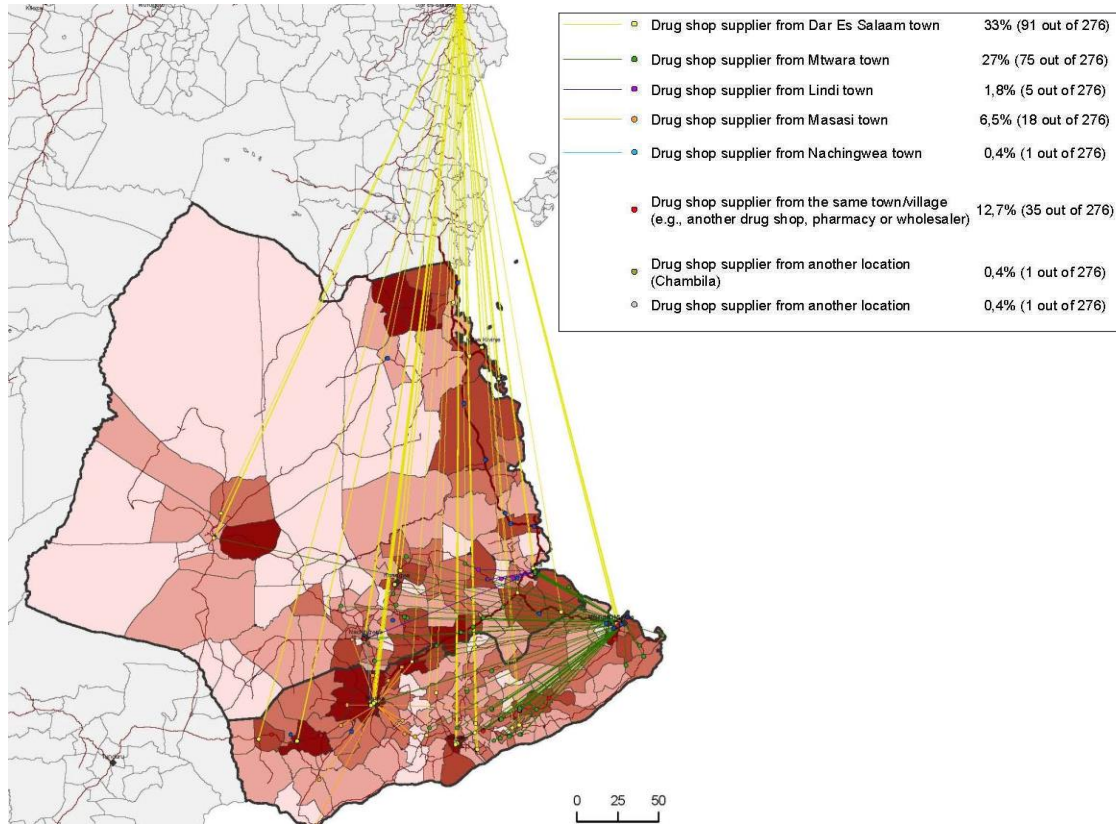 Drug shop supplier from Dar Es Salaam town 33% (91 out of 276)
Drug shop supplier from Mtwara town 27% (75 out of 276)
Drug shop supplier from Lindi town 1,8% (5 out of 276)
Drug shop supplier from Masasi town 6,5% (18 out of 276)
Drug shop supplier from Nachingwea town 0,4% (1 out of 276)
Drug shop supplier from the same town/village
(e.g., another drug shop, pharmacy or wholesaler) 12,7% (35 out of 276)
Drug shop supplier from another location
(Chambila) 0,4% (1 out of 276)
Drug shop supplier from another location 0,4% (1 out of 276)
0 25 50